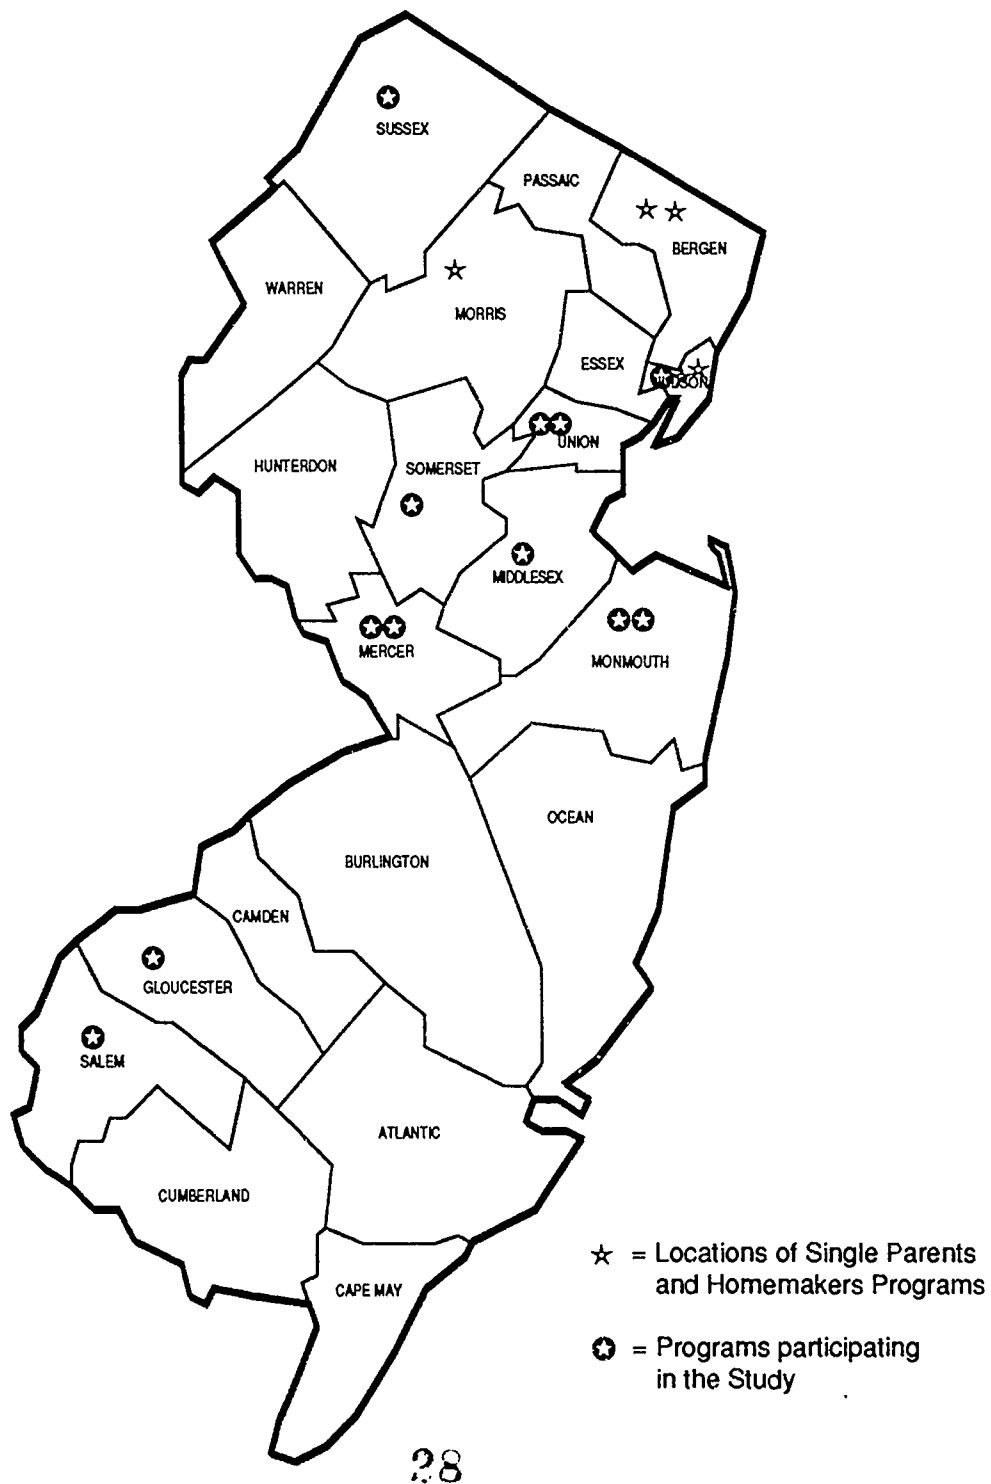 SUSSEX
PASSAIC
BERGEN
WARREN
MORRIS
ESSEX
HUDSON
UNION
HUNTERDON
SOMERSET
MIDDLESEX
MERCER
MONMOUTH
OCEAN
BURLINGTON
CAMDEN
GLOUCESTER
SALEM
ATLANTIC
CUMBERLAND
CAPE MAY
= Locations of Single Parents
and Homemakers Programs
= Programs participating
in the Study
28